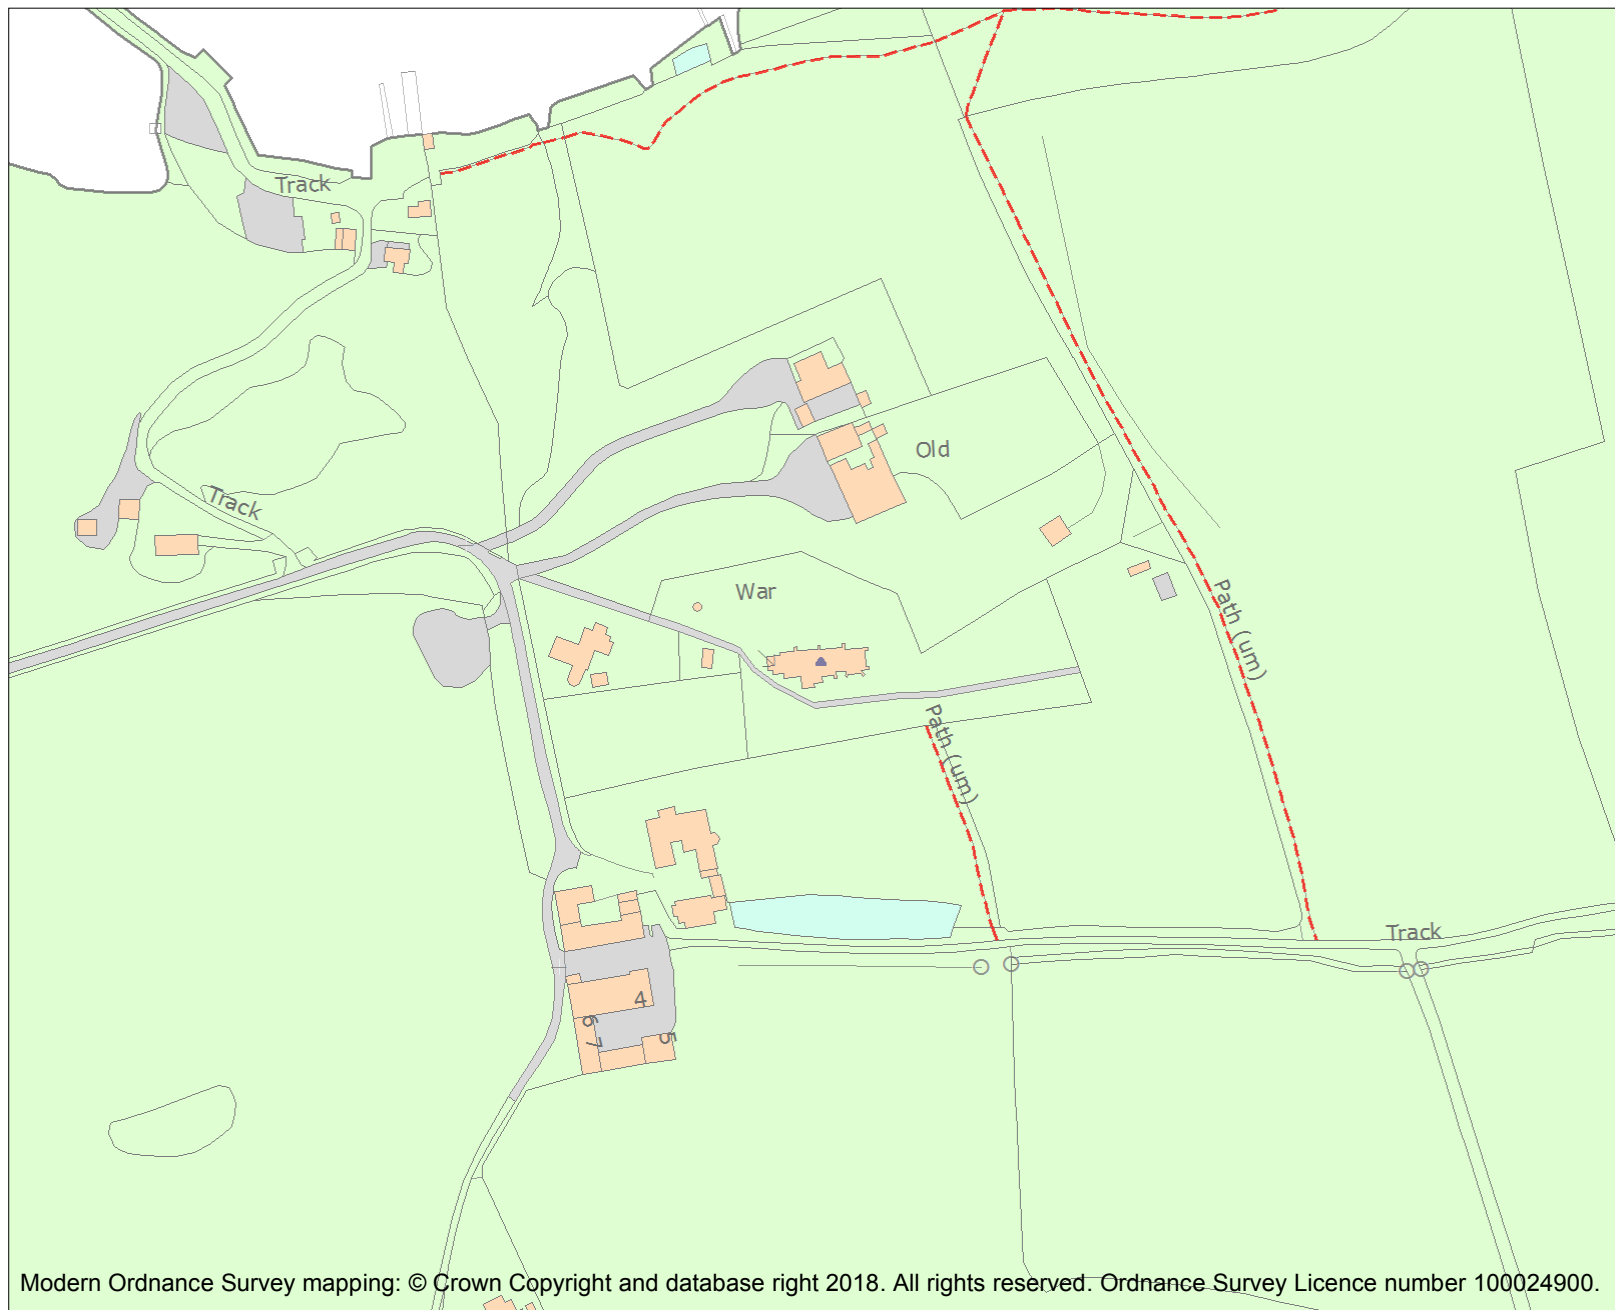 Track
Old
Track
War
Path (um)
Path (um)
Track
4
6
7
5
Modern Ordnance Survey mapping: © Crown Copyright and database right 2018. All rights reserved. Ordnance Survey Licence number 100024900.